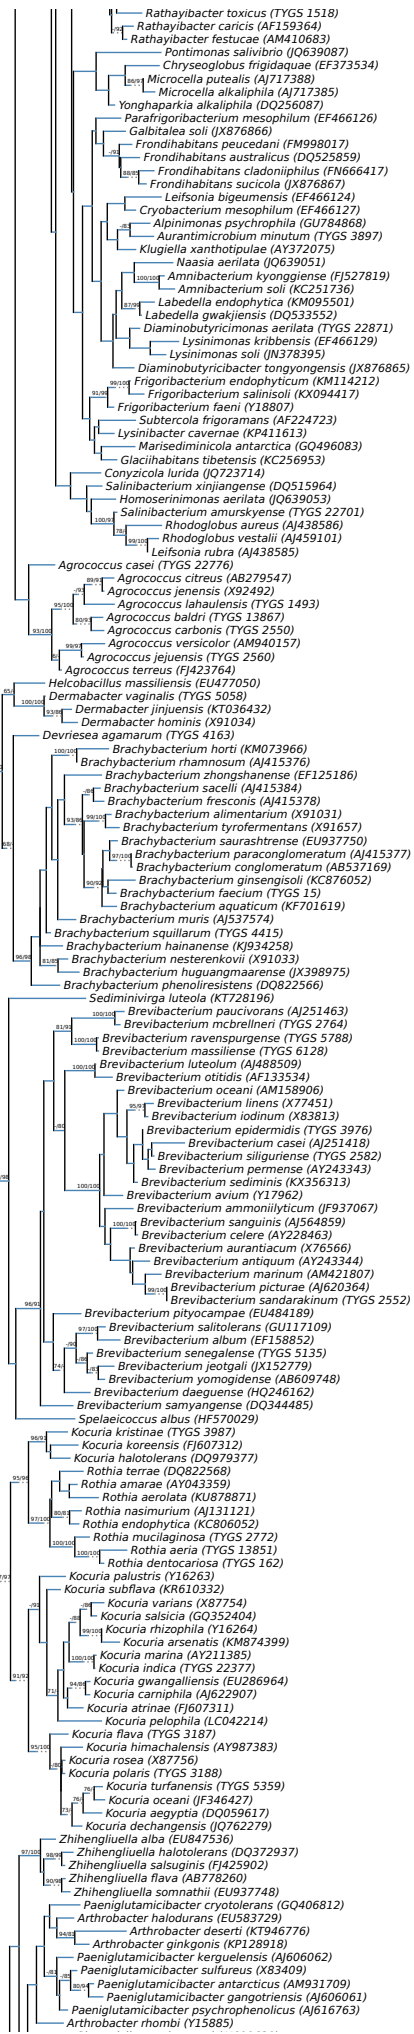 Rathayibacter toxicus (TYGS 1518)
Rathayibacter caricis (AF159364)
Rathayibacter festucae (AM410683)
Pontimonas salivibrio (JQ639087)
Chryseoglobus frigidaquae (EF373534)
Microcella putealis (AJ717388)
Microcella alkaliphila (AJ717385)
Yonghaparkia alkaliphila (DQ256087)
Parafrigoribacterium mesophilum (EF466126)
Galbitalea soli (JX876866)
Frondihabitans peucedani (FM998017)
Frondihabitans australicus (DQ525859)
Frondihabitans cladoniiphilus (FN666417)
Frondihabitans sucicola (JX876867)
Leifsonia bigeumensis (EF466124)
Cryobacterium mesophilum (EF466127)
Alpinimonas psychrophila (GU784868)
Aurantimicrobium minutum (TYGS 3897)
Klugiella xanthotipulae (AY372075)
Naasia aerilata (JQ639051)
Amnibacterium kyonggiense (FJ527819)
Amnibacterium soli (KC251736)
Labedella endophytica (KM095501)
Labedella gwakjiensis (DQ533552)
Diaminobutyricimonas aerilata (TYGS 22871)
Lysinimonas kribbensis (EF466129)
Lysinimonas soli (JN378395)
Diaminobutyricibacter tongyongensis (JX876865)
Frigoribacterium endophyticum (KM114212)
Frigoribacterium salinisoli (KX094417)
Frigoribacterium faeni (Y18807)
Subtercola frigoramans (AF224723)
Lysinibacter cavernae (KP411613)
Marisediminicola antarctica (GQ496083)
Glaciihabitans tibetensis (KC256953)
Conyzicola lurida (JQ723714)
Salinibacterium xinjiangense (DQ515964)
Homoserinimonas aerilata (JQ639053)
Salinibacterium amurskyense (TYGS 22701)
Rhodoglobus aureus (AJ438586)
Rhodoglobus vestalii (AJ459101)
Leifsonia rubra (AJ438585)
Agrococcus casei (TYGS 22776)
Agrococcus citreus (AB279547)
Agrococcus jenensis (X92492)
Agrococcus lahaulensis (TYGS 1493)
Agrococcus baldri (TYGS 13867)
Agrococcus carbonis (TYGS 2550)
Agrococcus versicolor (AM940157)
Agrococcus jejuensis (TYGS 2560)
Agrococcus terreus (FJ423764)
Helcobacillus massiliensis (EU477050)
Dermabacter vaginalis (TYGS 5058)
Dermabacter jinjuensis (KT036432)
Dermabacter hominis (X91034)
Devriesea agamarum (TYGS 4163)
Brachybacterium horti (KM073966)
Brachybacterium rhamnosum (AJ415376)
Brachybacterium zhongshanense (EF125186)
Brachybacterium sacelli (AJ415384)
Brachybacterium fresconis (AJ415378)
Brachybacterium alimentarium (X91031)
Brachybacterium tyrofermentans (X91657)
Brachybacterium saurashtrense (EU937750)
Brachybacterium paraconglomeratum (AJ415377)
Brachybacterium conglomeratum (AB537169)
Brachybacterium ginsengisoli (KC876052)
Brachybacterium faecium (TYGS 15)
Brachybacterium aquaticum (KF701619)
Brachybacterium muris (AJ537574)
Brachybacterium squillarum (TYGS 4415)
Brachybacterium hainanense (KJ934258)
Brachybacterium nesterenkovii (X91033)
Brachybacterium huguangmaarense (JX398975)
Brachybacterium phenoliresistens (DQ822566)
Sediminivirga luteola (KT728196)
Brevibacterium paucivorans (AJ251463)
Brevibacterium mcbrellneri (TYGS 2764)
Brevibacterium ravenspurgense (TYGS 5788)
Brevibacterium massiliense (TYGS 6128)
Brevibacterium luteolum (AJ488509)
Brevibacterium otitidis (AF133534)
Brevibacterium oceani (AM158906)
Brevibacterium linens (X77451)
Brevibacterium iodinum (X83813)
Brevibacterium epidermidis (TYGS 3976)
Brevibacterium casei (AJ251418)
Brevibacterium siliguriense (TYGS 2582)
Brevibacterium permense (AY243343)
Brevibacterium sediminis (KX356313)
Brevibacterium avium (Y17962)
Brevibacterium ammoniilyticum (JF937067)
Brevibacterium sanguinis (AJ564859)
Brevibacterium celere (AY228463)
Brevibacterium aurantiacum (X76566)
Brevibacterium antiquum (AY243344)
Brevibacterium marinum (AM421807)
Brevibacterium picturae (AJ620364)
Brevibacterium sandarakinum (TYGS 2552)
Brevibacterium pityocampae (EU484189)
Brevibacterium salitolerans (GU117109)
Brevibacterium album (EF158852)
Brevibacterium senegalense (TYGS 5135)
Brevibacterium jeotgali (JX152779)
Brevibacterium yomogidense (AB609748)
Brevibacterium daeguense (HQ246162)
Brevibacterium samyangense (DQ344485)
Spelaeicoccus albus (HF570029)
Kocuria kristinae (TYGS 3987)
Kocuria koreensis (FJ607312)
Kocuria halotolerans (DQ979377)
Rothia terrae (DQ822568)
Rothia amarae (AY043359)
Rothia aerolata (KU878871)
Rothia nasimurium (AJ131121)
Rothia endophytica (KC806052)
Rothia mucilaginosa (TYGS 2772)
Rothia aeria (TYGS 13851)
Rothia dentocariosa (TYGS 162)
Kocuria palustris (Y16263)
Kocuria subflava (KR610332)
Kocuria varians (X87754)
Kocuria salsicia (GQ352404)
Kocuria rhizophila (Y16264)
Kocuria arsenatis (KM874399)
Kocuria marina (AY211385)
Kocuria indica (TYGS 22377)
Kocuria gwangalliensis (EU286964)
Kocuria carniphila (AJ622907)
Kocuria atrinae (FJ607311)
Kocuria pelophila (LC042214)
Kocuria flava (TYGS 3187)
Kocuria himachalensis (AY987383)
Kocuria rosea (X87756)
Kocuria polaris (TYGS 3188)
Kocuria turfanensis (TYGS 5359)
Kocuria oceani (JF346427)
Kocuria aegyptia (DQ059617)
Kocuria dechangensis (JQ762279)
Zhihengliuella alba (EU847536)
Zhihengliuella halotolerans (DQ372937)
Zhihengliuella salsuginis (FJ425902)
Zhihengliuella flava (AB778260)
Zhihengliuella somnathii (EU937748)
Paeniglutamicibacter cryotolerans (GQ406812)
Arthrobacter halodurans (EU583729)
Arthrobacter deserti (KT946776)
Arthrobacter ginkgonis (KP128918)
Paeniglutamicibacter kerguelensis (AJ606062)
Paeniglutamicibacter sulfureus (X83409)
Paeniglutamicibacter antarcticus (AM931709)
Paeniglutamicibacter gangotriensis (AJ606061)
Paeniglutamicibacter psychrophenolicus (AJ616763)
Arthrobacter rhombi (Y15885)